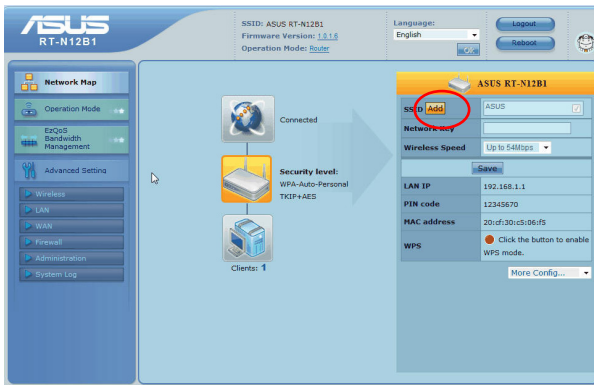 ASUS
RT-N12B1
SSID: ASUS RT-N12B1
Firmware Version: 1.0.1.6
Operation Mode: Router
Language:
English
OK
Logout
Reboot
Network Map
Operation Mode
EzQoS
Bandwidth
Management
Advanced Setting
Wireless
LAN
WAN
Firewall
Administration
System Log
Connected
Security level:
WPA-Auto-Personal
TKIP+AES
Clients: 1
ASUS RT-N12B1
SSID Add ASUS
Network Key
Wireless Speed Up to 54Mbps
Save
LAN IP 192.168.1.1
PIN code 12345670
MAC address 20:cf:30:c5:06:f5
WPS Click the button to enable
WPS mode.
More Config...